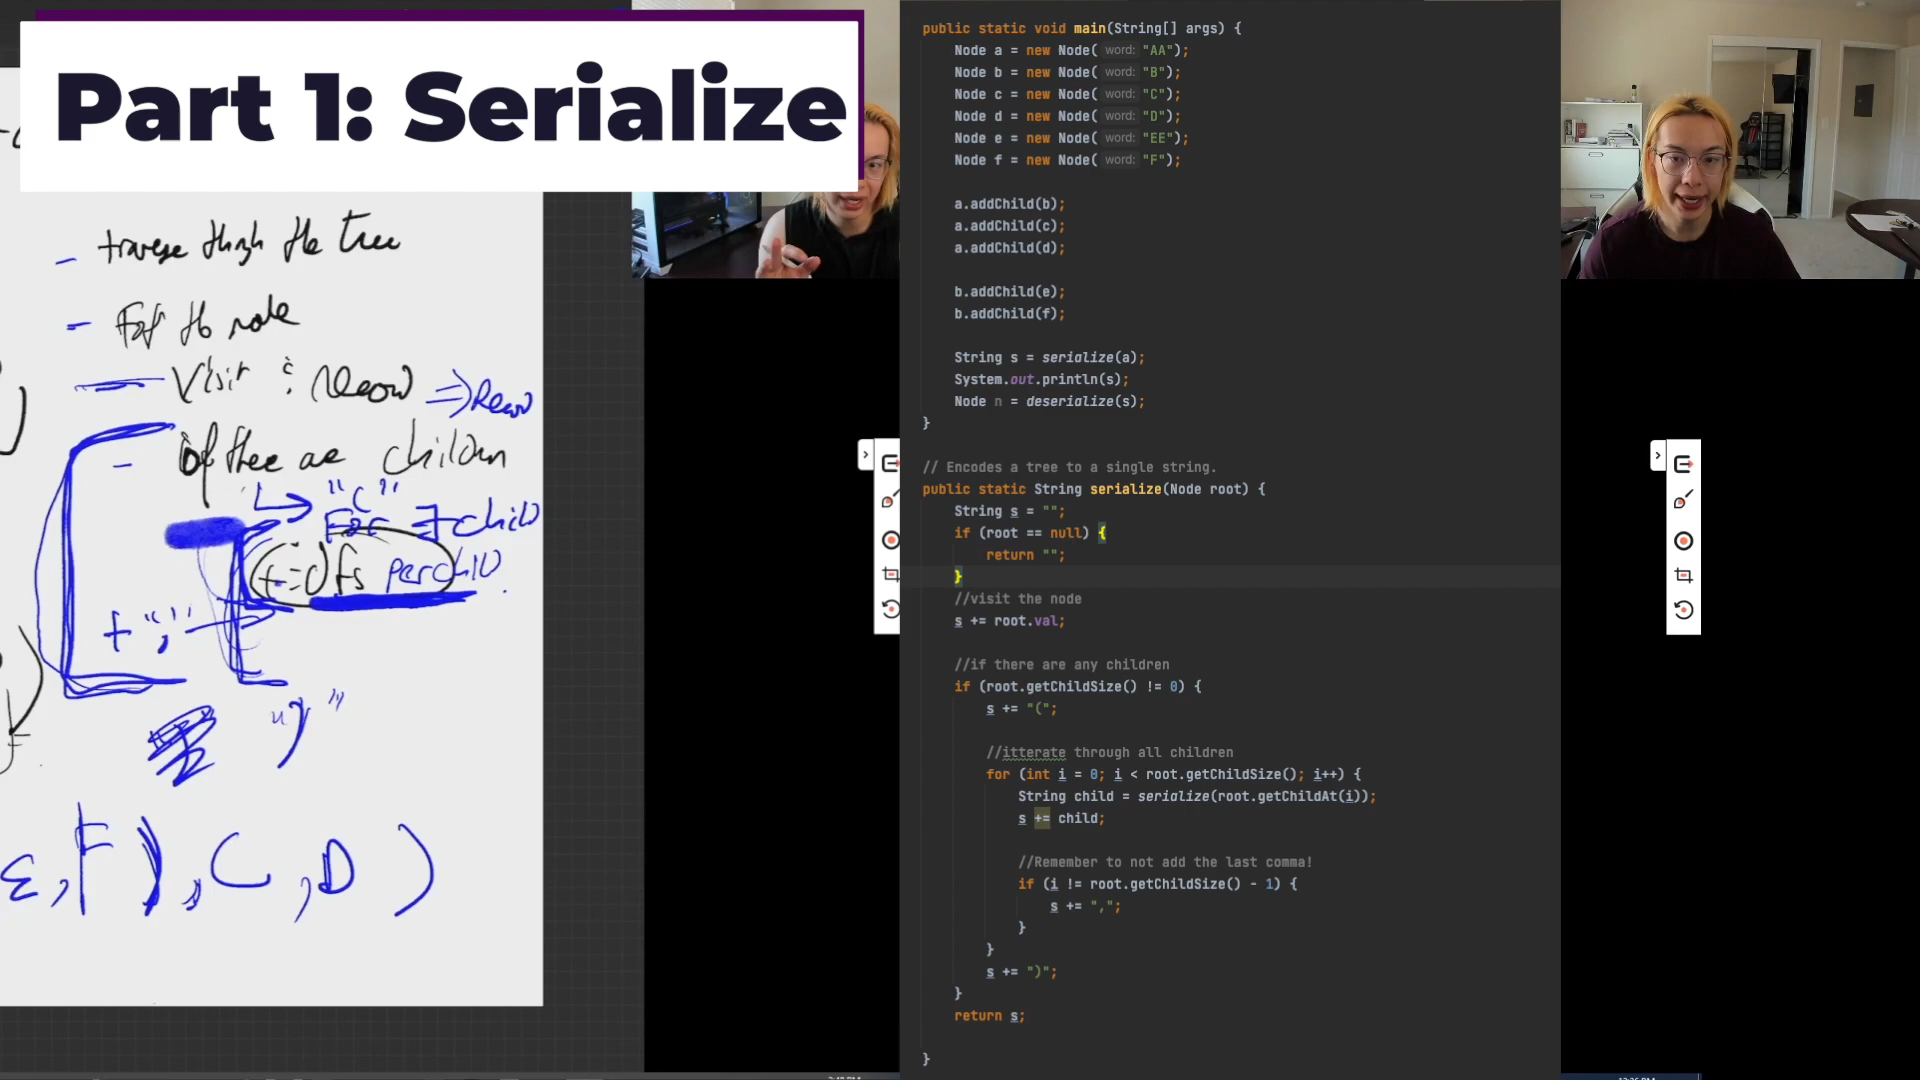 Part 1: Serialize
traverse through the tree
For the node
Visit
if there are children
"("
For child
dfs per child
+ ","
")"
E, F ), C, D )
public static void main(String[] args) {
Node a = new Node( word: "AA");
Node b = new Node( word: "B");
Node c = new Node( word: "C");
Node d = new Node( word: "D");
Node e = new Node( word: "EE");
Node f = new Node( word: "F");
a.addChild(b);
a.addChild(c);
a.addChild(d);
b.addChild(e);
b.addChild(f);
String s = serialize(a);
System.out.println(s);
Node n = deserialize(s);
}
// Encodes a tree to a single string.
public static String serialize(Node root) {
String s = "";
if (root == null) {
return "";
}
//visit the node
s += root.val;
//if there are any children
if (root.getChildSize() != 0) {
s += "(";
//itterate through all children
for (int i = 0; i < root.getChildSize(); i++) {
String child = serialize(root.getChildAt(i));
s += child;
//Remember to not add the last comma!
if (i != root.getChildSize() - 1) {
s += ",";
}
}
s += ")";
}
return s;
}